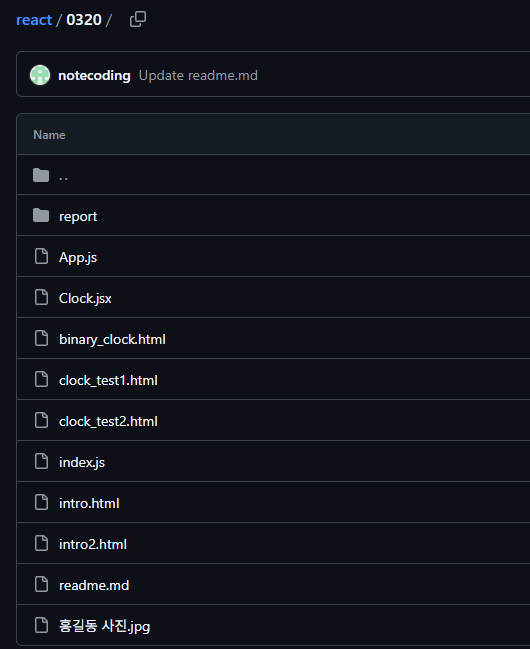 react / 0320 /
notecoding Update readme.md
Name
..
report
App.js
Clock.jsx
binary_clock.html
clock_test1.html
clock_test2.html
index.js
intro.html
intro2.html
readme.md
홍길동 사진.jpg